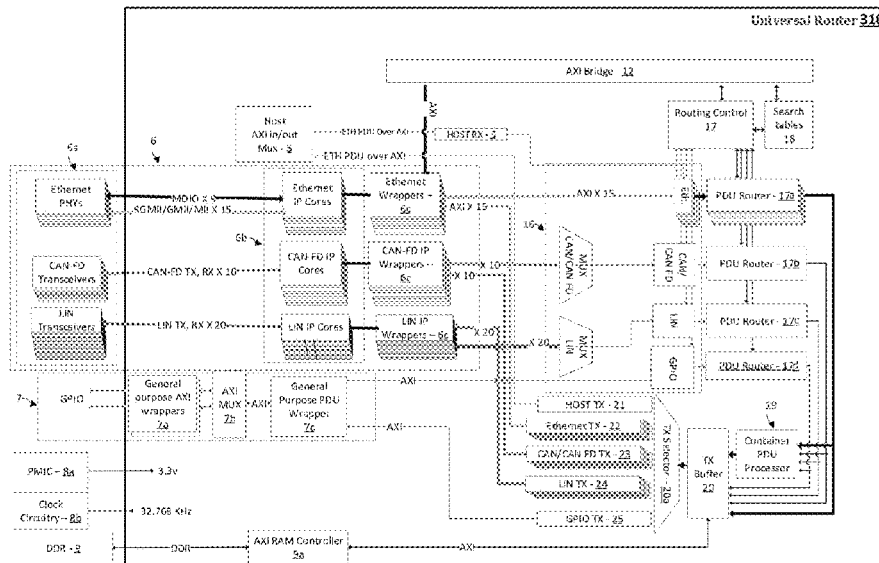 Universal Router 318
AXI Bridge - 12
AXI
Host
AXI in/out
Mux - 5
ETH PDU over AXI
HOST RX - 3
ETH PDU over AXI
Routing Control
17
Search
tables
18
6a
6
Ethernet
PHYs
MDIO X 9
SGMII/GMII/MII X 15
Ethernet
IP Cores
Ethernet
Wrappers -
6c
AXI X 15
AXI X 15
16
PDU Router - 17a
6b
CAN-FD
Transceivers
CAN-FD TX, RX X 10
CAN-FD IP
Cores
CAN-FD IP
Wrappers -
6c
X 10
X 10
MUX
CAN/CAN FD
CAN/
CAN FD
PDU Router - 17b
LIN
Transceivers
LIN TX, RX X 20
LIN IP Cores
LIN IP
Wrappers - 6c
X 20
X 20
MUX
LIN
LIN
PDU Router - 17c
GPIO
PDU Router - 17d
7
GPIO
General
purpose AXI
wrappers
7a
AXI
MUX
7b
AXI
General
Purpose PDU
Wrapper
7c
AXI
AXI
HOST TX - 21
Ethernet TX - 22
CAN/CAN FD TX - 23
LIN TX - 24
GPIO TX - 25
TX Selector - 20a
TX
Buffer
20
19
Container
PDU
Processor
PMIC - 8a
3.3v
Clock
Circuitry - 8b
32.768 KHz
DDR - 9
DDR
AXI RAM Controller
9a
AXI